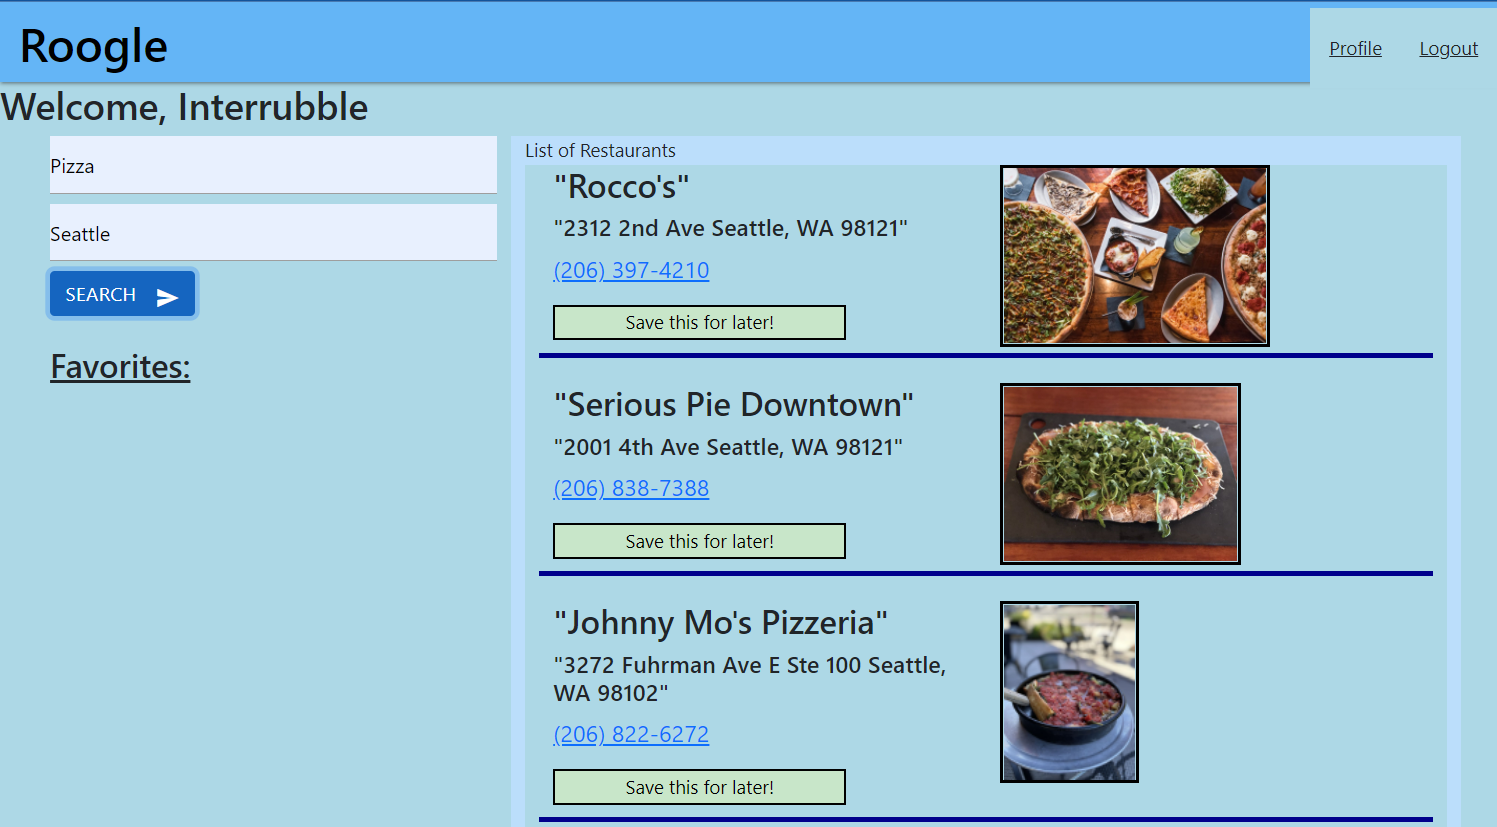 Roogle
Profile
Logout
Welcome, Interrubble
Pizza
Seattle
SEARCH
Favorites:
List of Restaurants
"Rocco's"
"2312 2nd Ave Seattle, WA 98121"
(206) 397-4210
Save this for later!
"Serious Pie Downtown"
"2001 4th Ave Seattle, WA 98121"
(206) 838-7388
Save this for later!
"Johnny Mo's Pizzeria"
"3272 Fuhrman Ave E Ste 100 Seattle,
WA 98102"
(206) 822-6272
Save this for later!